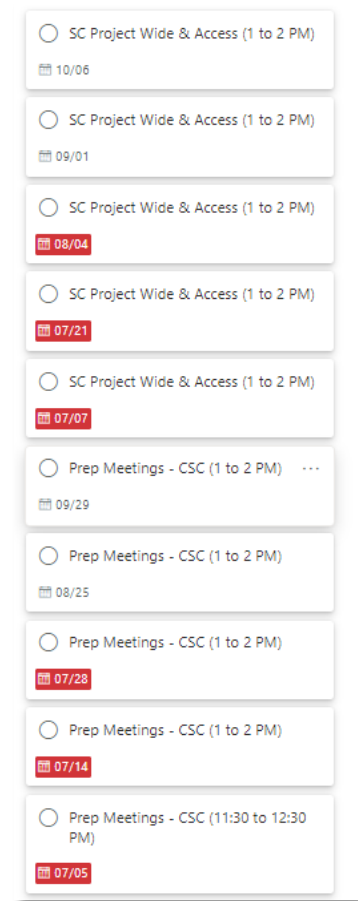 SC Project Wide & Access (1 to 2 PM)
10/06
SC Project Wide & Access (1 to 2 PM)
09/01
SC Project Wide & Access (1 to 2 PM)
08/04
SC Project Wide & Access (1 to 2 PM)
07/21
SC Project Wide & Access (1 to 2 PM)
07/07
Prep Meetings - CSC (1 to 2 PM) ...
09/29
Prep Meetings - CSC (1 to 2 PM)
08/25
Prep Meetings - CSC (1 to 2 PM)
07/28
Prep Meetings - CSC (1 to 2 PM)
07/14
Prep Meetings - CSC (11:30 to 12:30
PM)
07/05